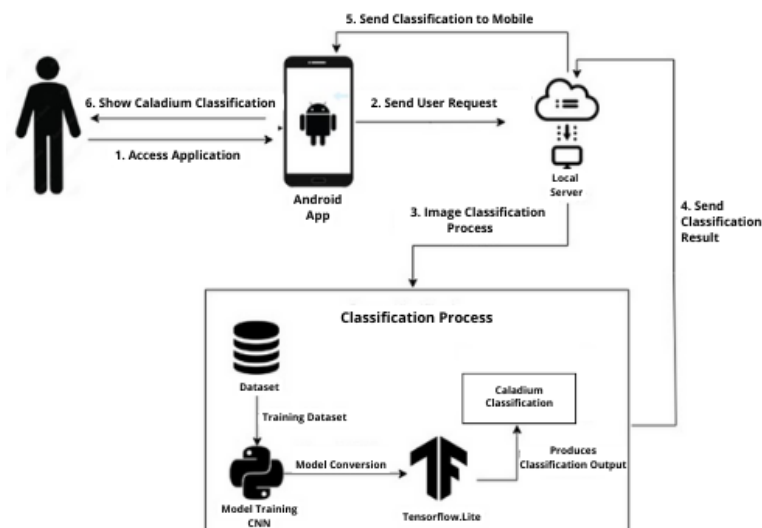 5. Send Classification to Mobile
6. Show Caladium Classification
2. Send User Request
1. Access Application
Android
App
Local
Server
3. Image Classification
Process
4. Send
Classification
Result
Classification Process
Dataset
Training Dataset
Caladium
Classification
Model Conversion
Produces
Classification Output
Model Training
CNN
Tensorflow.Lite